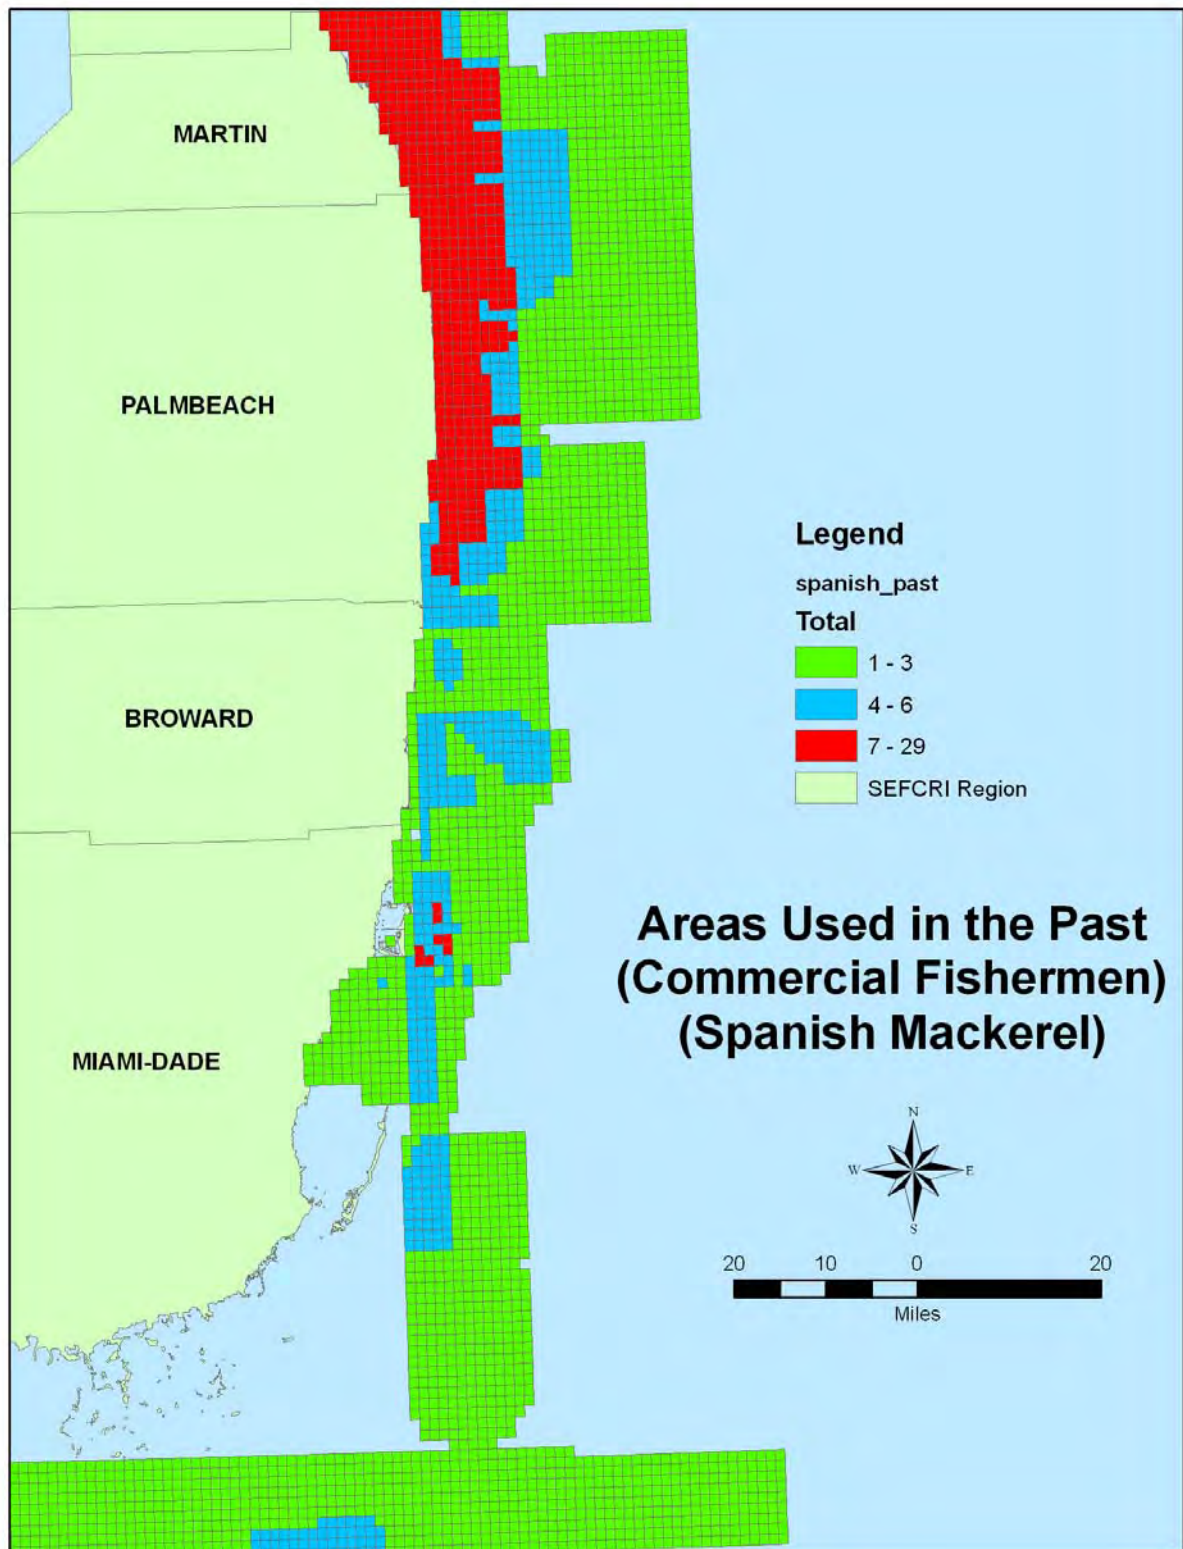 MARTIN
PALMBEACH
BROWARD
MIAMI-DADE
Legend
spanish_past
Total
1 - 3
4 - 6
7 - 29
SEFCRI Region
Areas Used in the Past
(Commercial Fishermen)
(Spanish Mackerel)
N
W
E
S
20 10 0 20
Miles